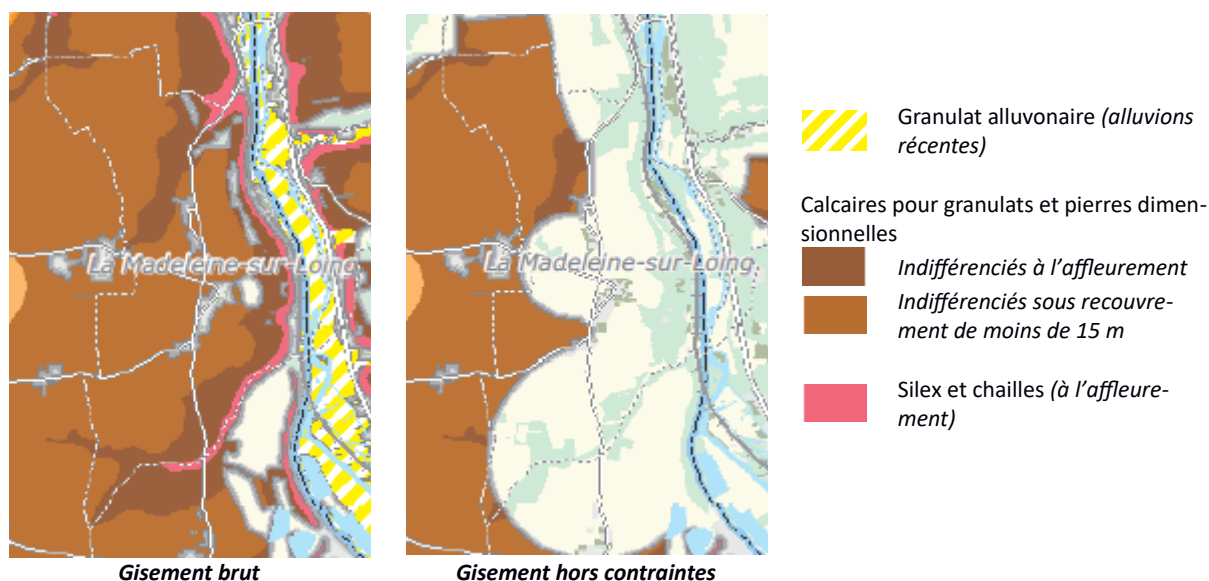 La Madeleine-sur-Loing
La Madeleine-sur-Loing
Gisement brut
Gisement hors contraintes
Granulat alluvonaire (alluvions
récentes)
Calcaires pour granulats et pierres dimen-
sionnelles
Indifférenciés à l'affleurement
Indifférenciés sous recouvre-
ment de moins de 15 m
Silex et chailles (à l'affleure-
ment)